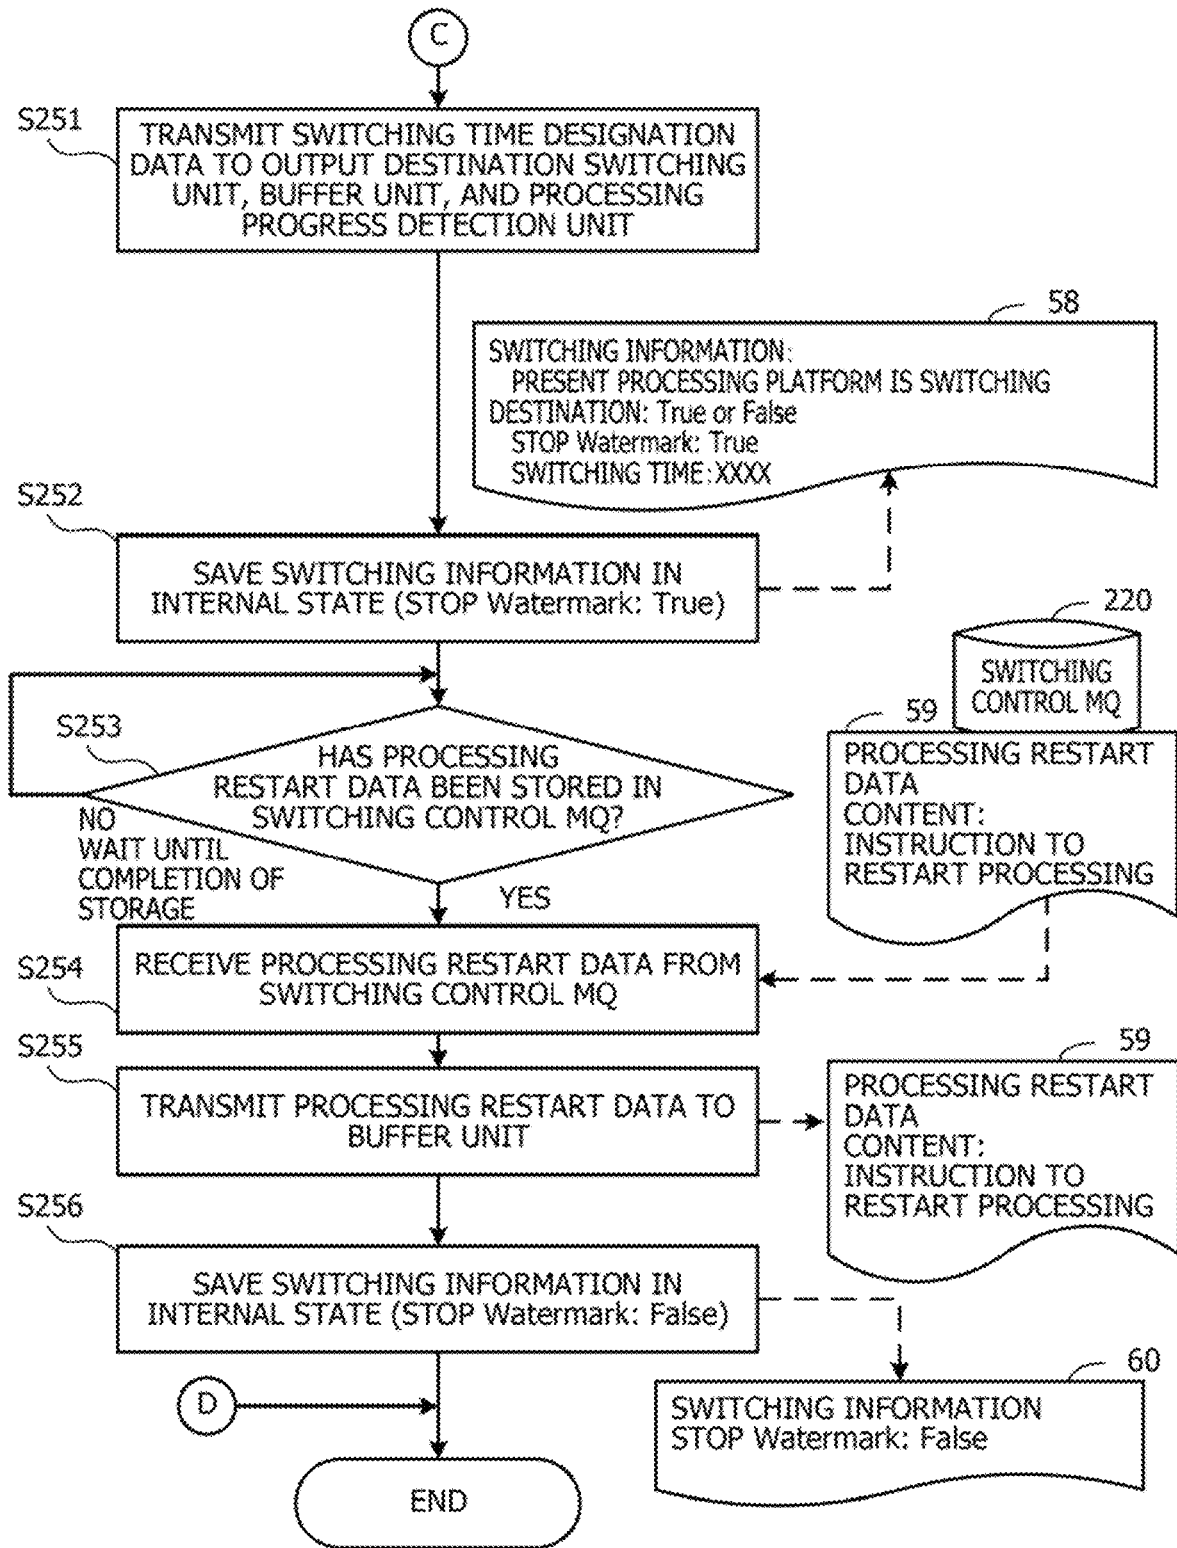 C
S251
TRANSMIT SWITCHING TIME DESIGNATION
DATA TO OUTPUT DESTINATION SWITCHING
UNIT, BUFFER UNIT, AND PROCESSING
PROGRESS DETECTION UNIT
58
SWITCHING INFORMATION:
PRESENT PROCESSING PLATFORM IS SWITCHING
DESTINATION: True or False
STOP Watermark: True
SWITCHING TIME:XXXX
S252
SAVE SWITCHING INFORMATION IN
INTERNAL STATE (STOP Watermark: True)
220
SWITCHING
CONTROL MQ
S253
HAS PROCESSING
RESTART DATA BEEN STORED IN
SWITCHING CONTROL MQ?
59
PROCESSING RESTART
DATA
CONTENT:
INSTRUCTION TO
RESTART PROCESSING
NO
WAIT UNTIL
COMPLETION OF
STORAGE
YES
S254
RECEIVE PROCESSING RESTART DATA FROM
SWITCHING CONTROL MQ
S255
TRANSMIT PROCESSING RESTART DATA TO
BUFFER UNIT
59
PROCESSING RESTART
DATA
CONTENT:
INSTRUCTION TO
RESTART PROCESSING
S256
SAVE SWITCHING INFORMATION IN
INTERNAL STATE (STOP Watermark: False)
60
SWITCHING INFORMATION
STOP Watermark: False
D
END